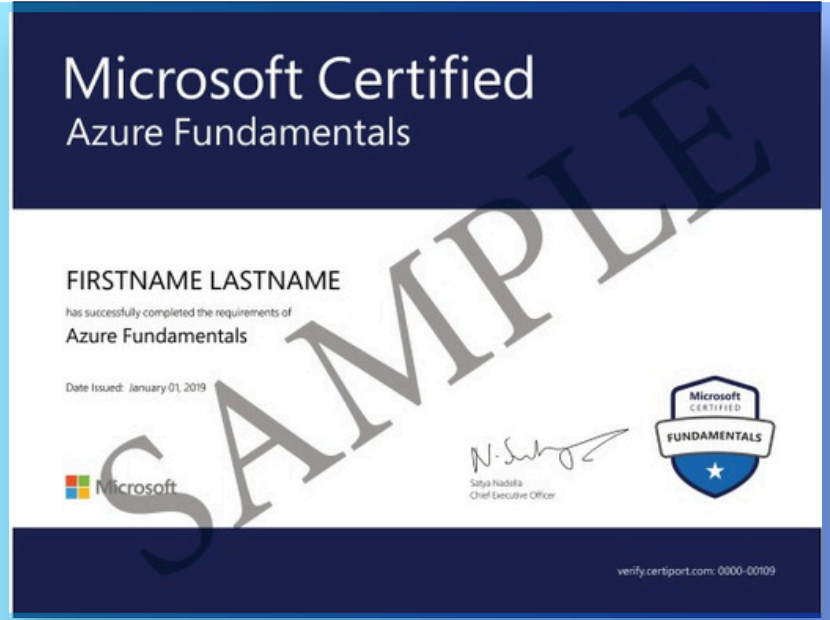 Microsoft Certified
Azure Fundamentals
FIRSTNAME LASTNAME
has successfully completed the requirements of
Azure Fundamentals
Date Issued: January 01, 2019
SAMPLE
Microsoft
CERTIFIED
FUNDAMENTALS
N. Satya
Satya Nadella
Chief Executive Officer
Microsoft
verify.certiport.com: 0000-00109